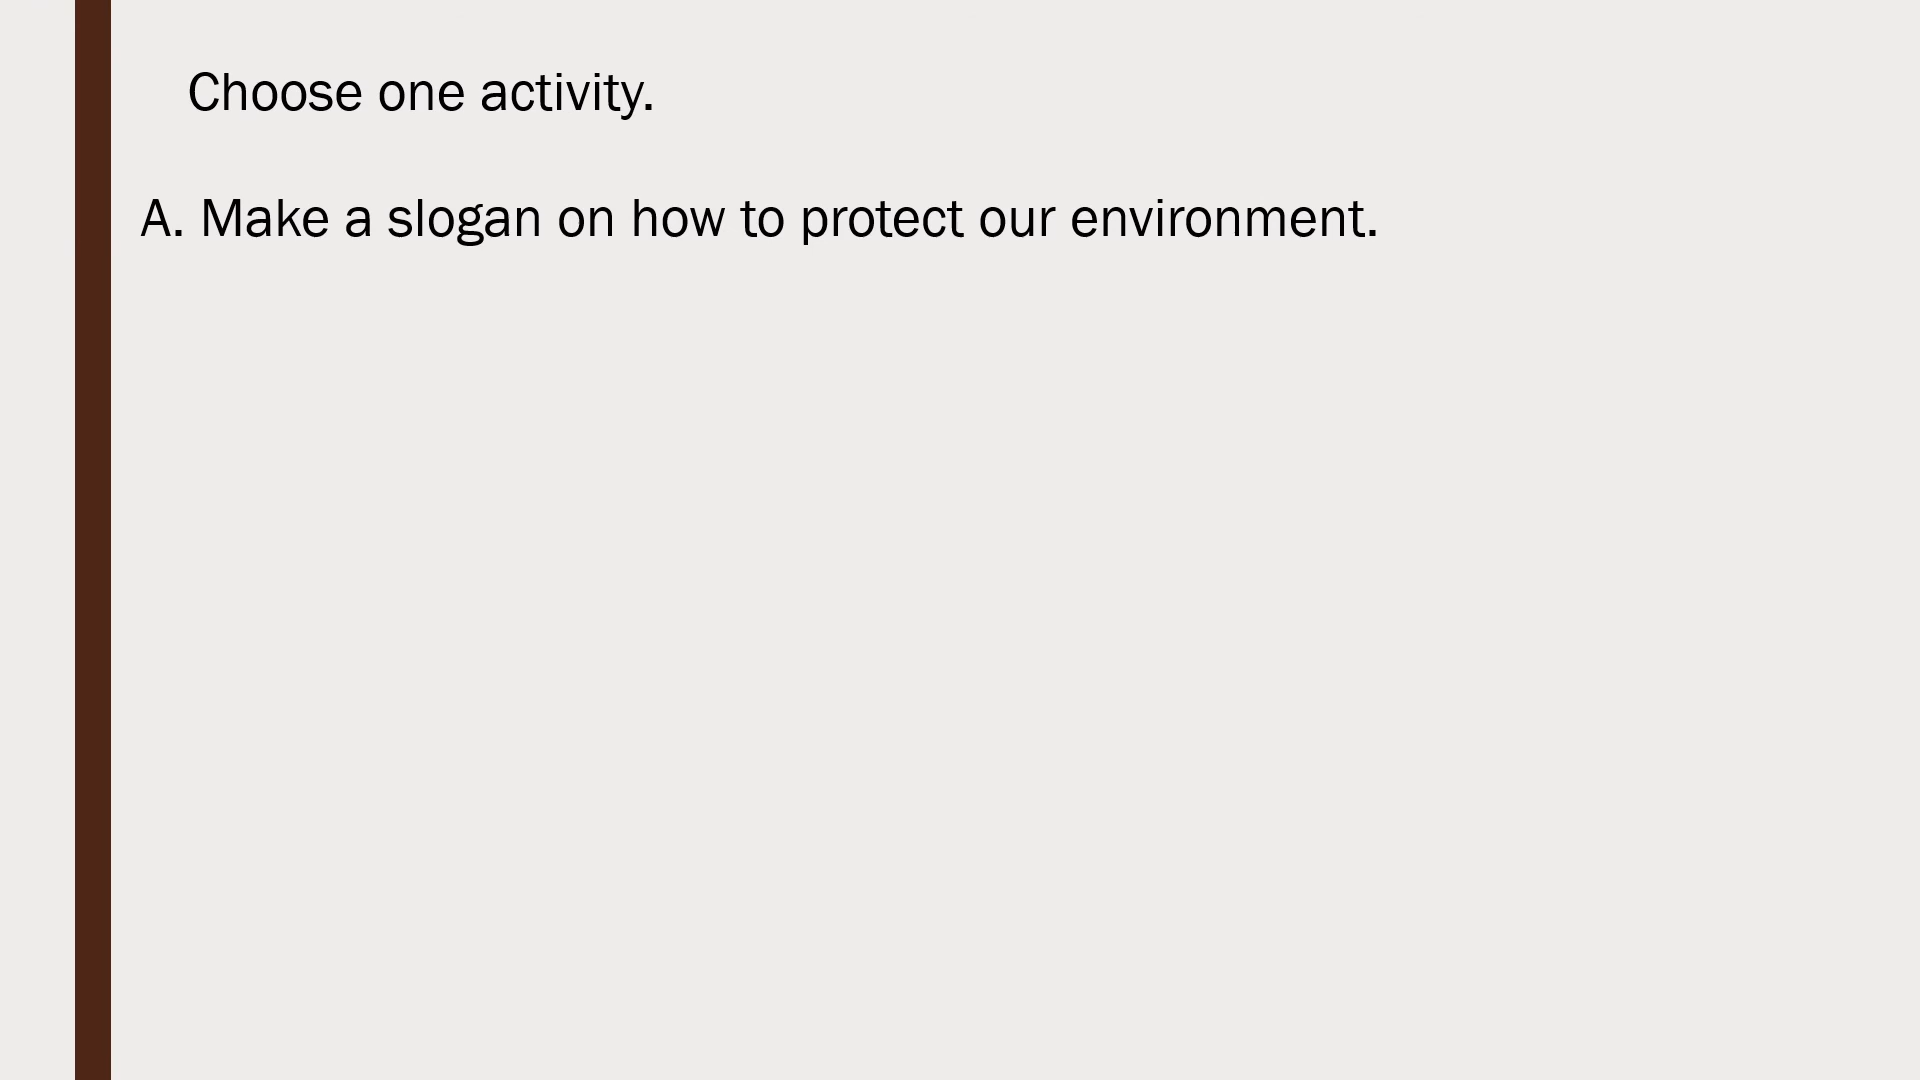 Choose one activity.
A. Make a slogan on how to protect our environment.